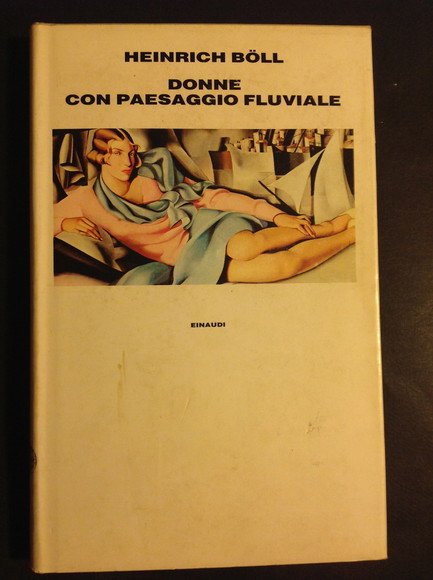 HEINRICH BÖLL
DONNE
CON PAESAGGIO FLUVIALE
EINAUDI